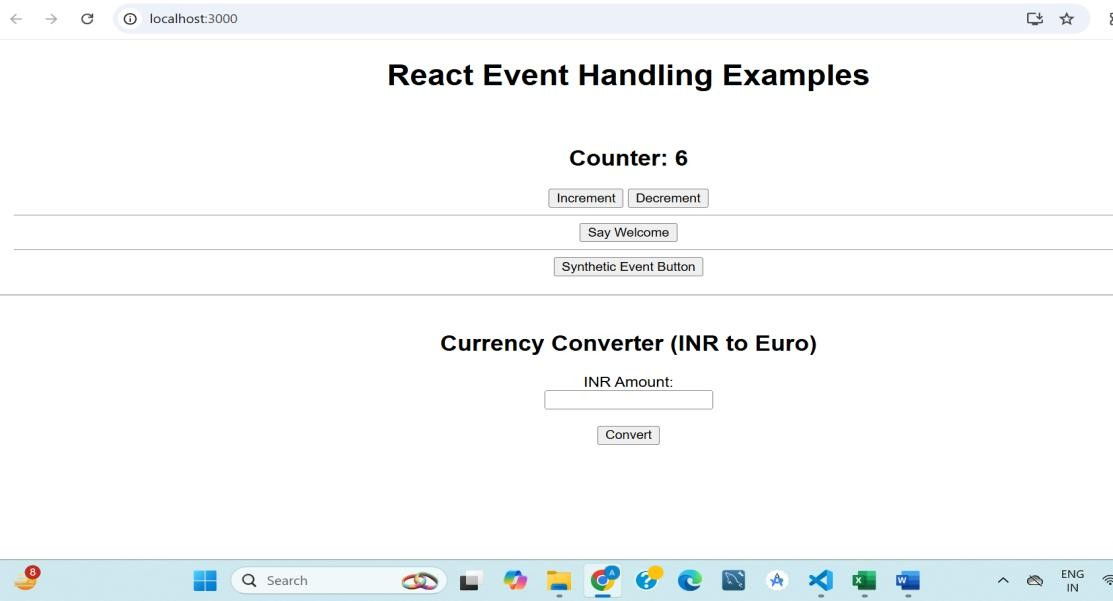 localhost:3000
React Event Handling Examples
Counter: 6
Increment Decrement
Say Welcome
Synthetic Event Button
Currency Converter (INR to Euro)
INR Amount:
Convert
8
Search
A
?
X
W
ENG
IN